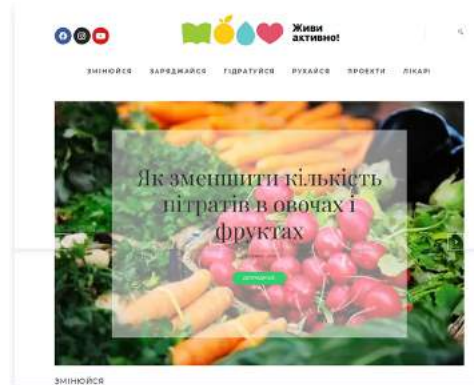 Живи
активно!
ЗМІНЮЙСЯ ЗАРЯДЖАЙСЯ ГІДРАТУЙСЯ РУХАЙСЯ ПРОЕКТИ ЛІКАРІ
Як зменшити кількість
нітратів в овочах і
фруктах
ЗМІНЮЙСЯ